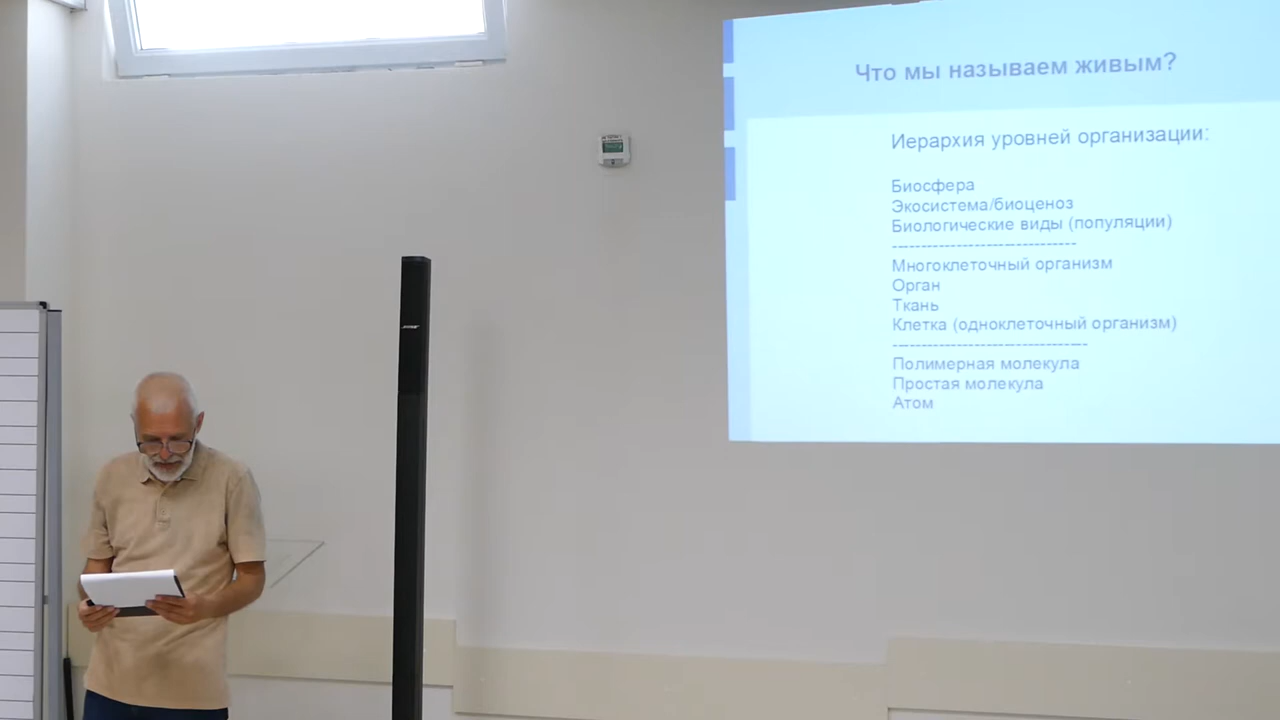 Что мы называем живым?
Иерархия уровней организации:
Биосфера
Экосистема/биоценоз
Биологические виды (популяции)
--------------------------------
Многоклеточный организм
Орган
Ткань
Клетка (одноклеточный организм)
----------------------------------
Полимерная молекула
Простая молекула
Атом
BOSE